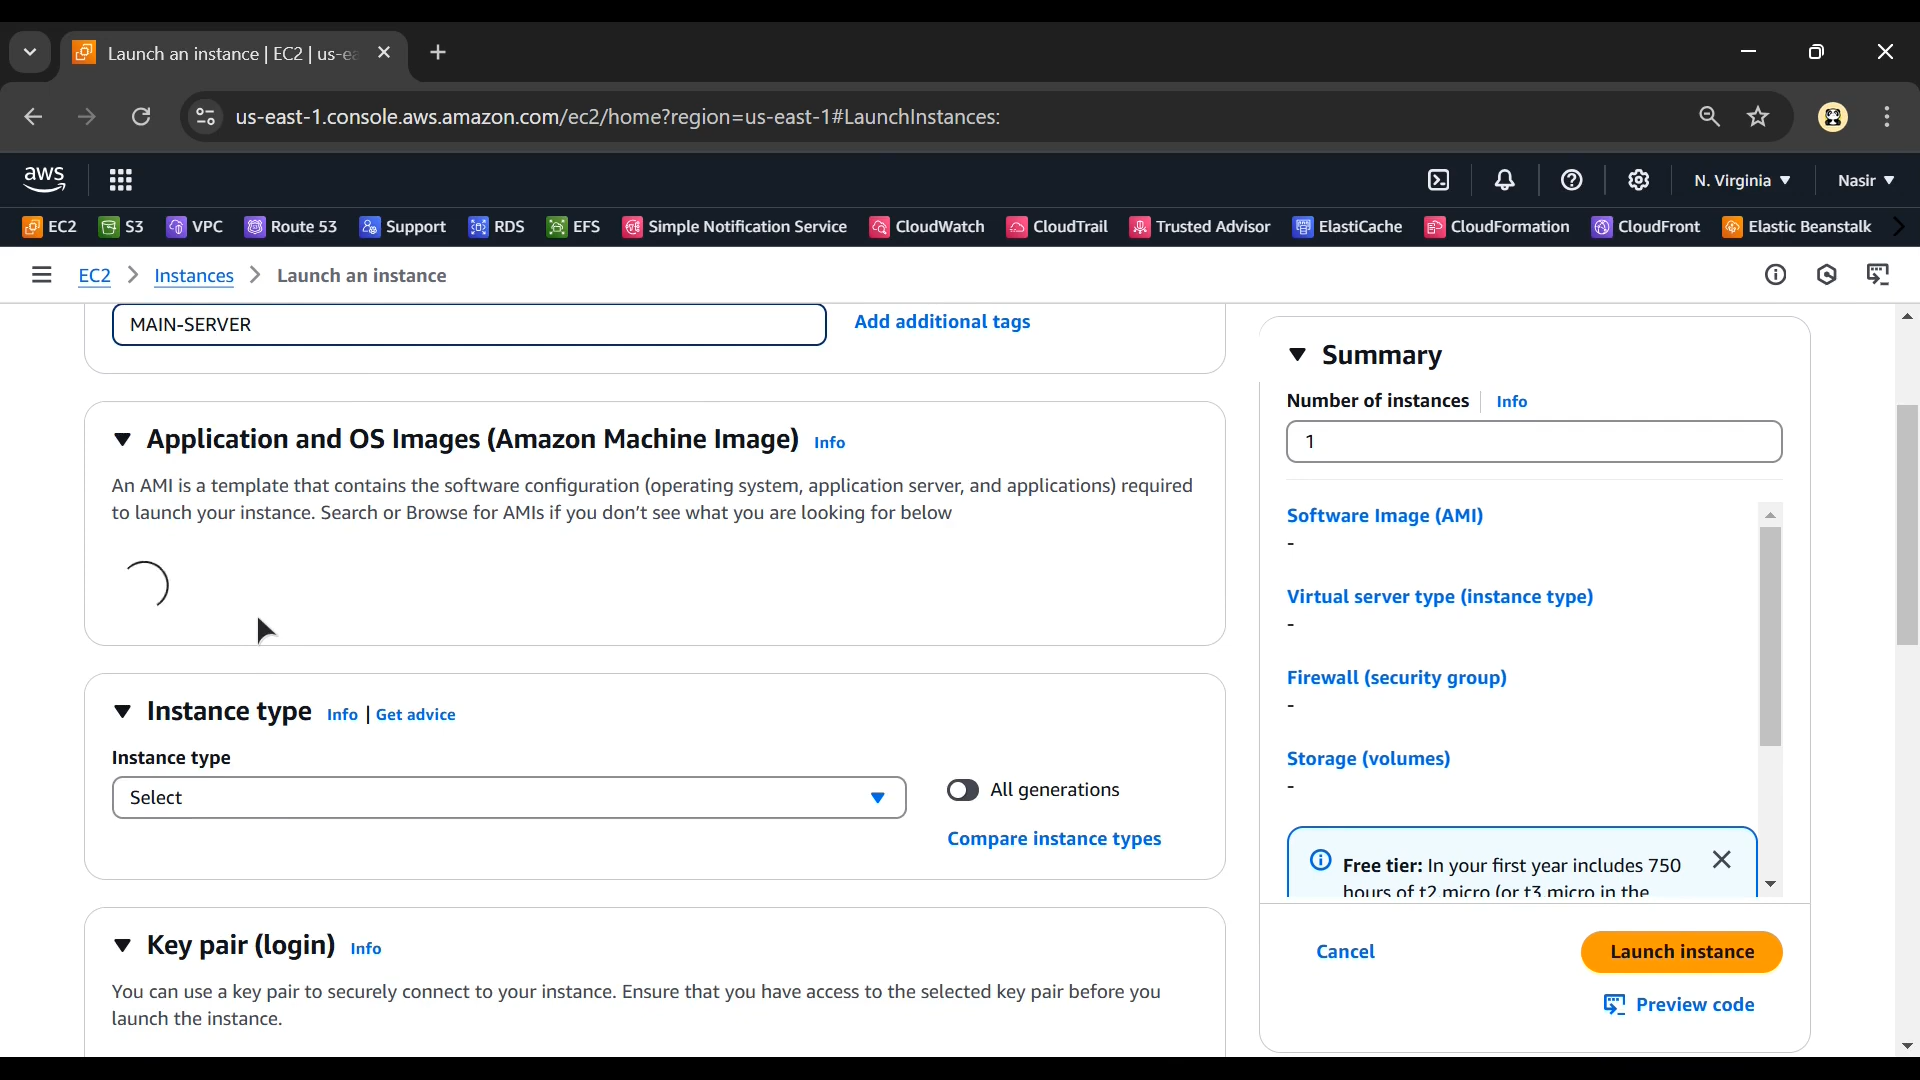 Launch an instance | EC2 | us-ea
us-east-1.console.aws.amazon.com/ec2/home?region=us-east-1#LaunchInstances:
aws
N. Virginia
Nasir
EC2 S3 VPC Route 53 Support RDS EFS Simple Notification Service CloudWatch CloudTrail Trusted Advisor ElastiCache CloudFormation CloudFront Elastic Beanstalk
EC2 > Instances > Launch an instance
MAIN-SERVER
Add additional tags
Application and OS Images (Amazon Machine Image) Info
An AMI is a template that contains the software configuration (operating system, application server, and applications) required
to launch your instance. Search or Browse for AMIs if you don't see what you are looking for below
Instance type Info | Get advice
Instance type
Select
All generations
Compare instance types
Key pair (login) Info
You can use a key pair to securely connect to your instance. Ensure that you have access to the selected key pair before you
launch the instance.
Summary
Number of instances Info
1
Software Image (AMI)
-
Virtual server type (instance type)
-
Firewall (security group)
-
Storage (volumes)
-
Free tier: In your first year includes 750
hours of t2.micro (or t3.micro in the
Cancel
Launch instance
Preview code